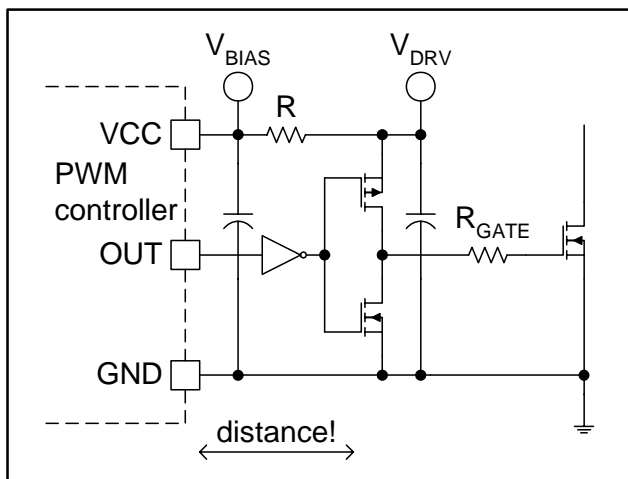 V_BIAS
V_DRV
R
VCC
PWM
controller
R_GATE
OUT
GND
distance!